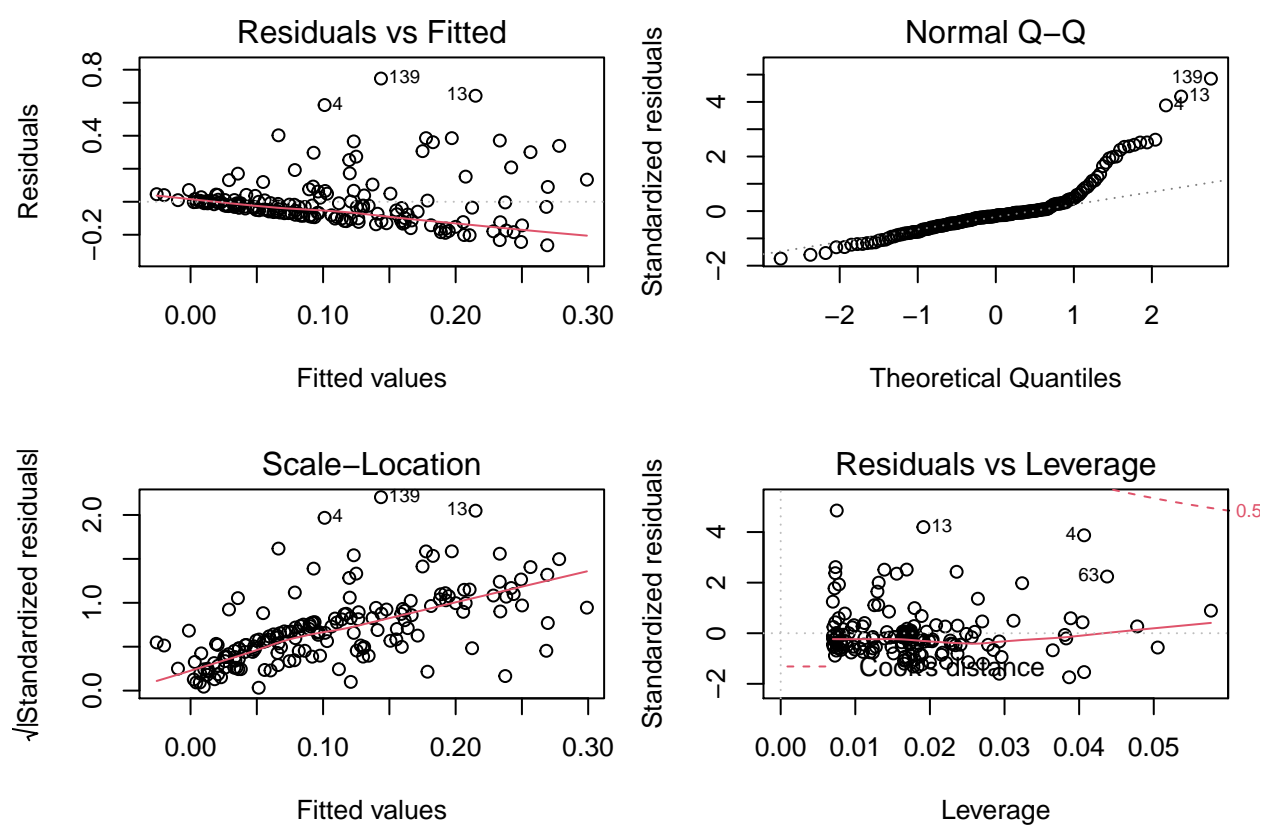 Residuals vs Fitted
Residuals
0.8
0.4
−0.2
139
13
4
0.00 0.10 0.20 0.30
Fitted values
Normal Q−Q
Standardized residuals
4
2
0
−2
139
4 13
−2 −1 0 1 2
Theoretical Quantiles
Scale−Location
√|Standardized residuals|
2.0
1.0
0.0
139
13
4
0.00 0.10 0.20 0.30
Fitted values
Residuals vs Leverage
Standardized residuals
4
2
0
−2
0.5
13
4
63
Cook's distance
0.00 0.01 0.02 0.03 0.04 0.05
Leverage